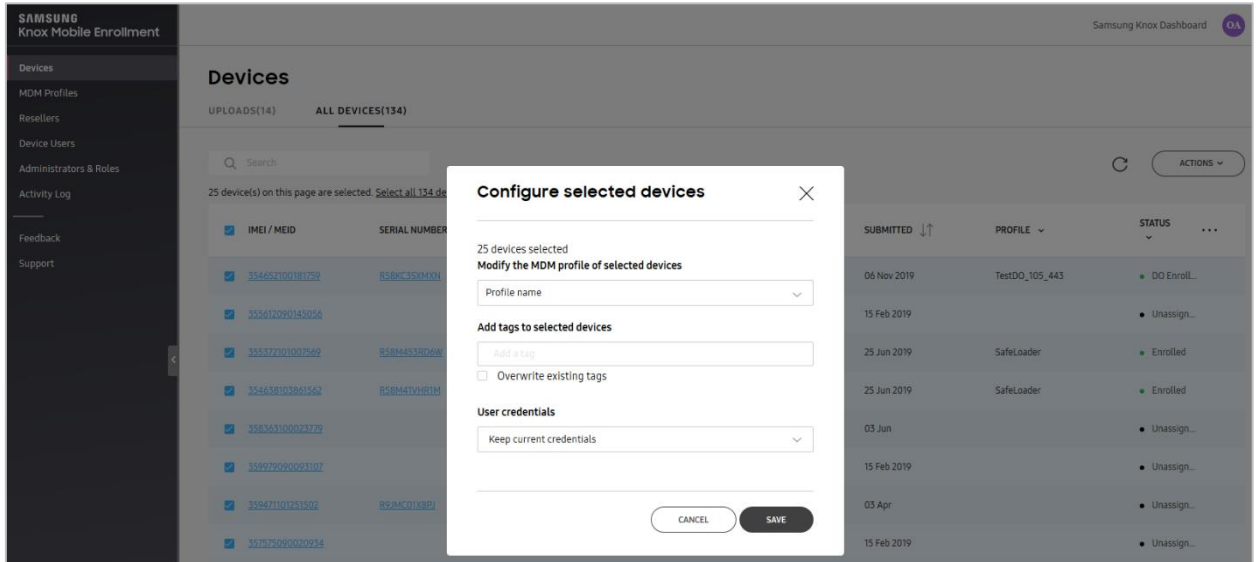 SAMSUNG
Knox Mobile Enrollment
Samsung Knox Dashboard OA
Devices
MDM Profiles
Resellers
Device Users
Administrators & Roles
Activity Log
Feedback
Support
Devices
UPLOADS(14) ALL DEVICES(134)
Search
ACTIONS
25 device(s) on this page are selected. Select all 134 de
IMEI / MEID SERIAL NUMBER SUBMITTED PROFILE STATUS ...
354652100181759 R58KC35XMXN 06 Nov 2019 TestDO_105_443 DO Enroll...
355612090145056 15 Feb 2019 Unassign...
355372101007569 R58M453RD6W 25 Jun 2019 SafeLoader Enrolled
354638103861562 R58M41VHR1M 25 Jun 2019 SafeLoader Enrolled
358363100023779 03 Jun Unassign...
359979090093107 15 Feb 2019 Unassign...
359471101251502 R9JMC01X8PJ 03 Apr Unassign...
357575090020934 15 Feb 2019 Unassign...
Configure selected devices
25 devices selected
Modify the MDM profile of selected devices
Profile name
Add tags to selected devices
Add a tag
Overwrite existing tags
User credentials
Keep current credentials
CANCEL SAVE